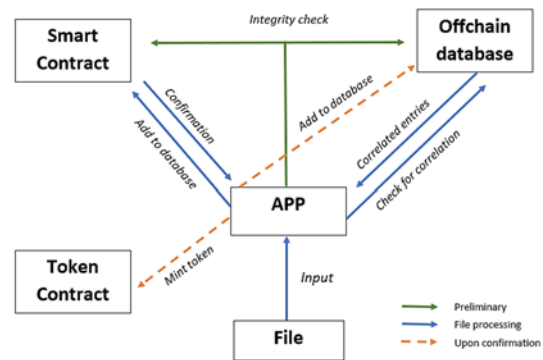 Integrity check
Smart
Contract
Offchain
database
Confirmation
Add to database
Add to database
Correlated entries
Check for correlation
APP
Mint token
Token
Contract
Input
File
Preliminary
File processing
Upon confirmation